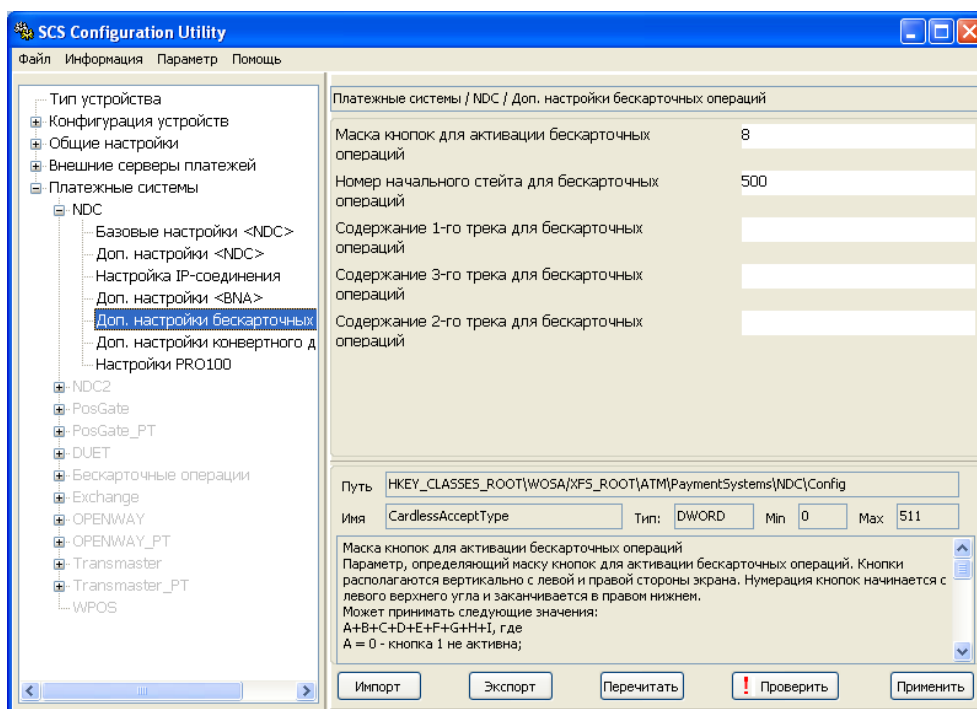 SCS Configuration Utility
Файл Информация Параметр Помощь
Тип устройства
Конфигурация устройств
Общие настройки
Внешние серверы платежей
Платежные системы
NDC
Базовые настройки <NDC>
Доп. настройки <NDC>
Настройка IP-соединения
Доп. настройки <BNA>
Доп. настройки бескарточных
Доп. настройки конвертного д
Настройки PRO100
NDC2
PosGate
PosGate_PT
DUET
Бескарточные операции
Exchange
OPENWAY
OPENWAY_PT
Transmaster
Transmaster_PT
WPOS
Платежные системы / NDC / Доп. настройки бескарточных операций
Маска кнопок для активации бескарточных
операций
8
Номер начального стейта для бескарточных
операций
500
Содержание 1-го трека для бескарточных
операций
Содержание 3-го трека для бескарточных
операций
Содержание 2-го трека для бескарточных
операций
Путь HKEY_CLASSES_ROOT\WOSA/XFS_ROOT\ATM\PaymentSystems\NDC\Config
Имя CardlessAcceptType Тип: DWORD Min 0 Max 511
Маска кнопок для активации бескарточных операций
Параметр, определяющий маску кнопок для активации бескарточных операций. Кнопки
располагаются вертикально с левой и правой стороны экрана. Нумерация кнопок начинается с
левого верхнего угла и заканчивается в правом нижнем.
Может принимать следующие значения:
A+B+C+D+E+F+G+H+I, где
A = 0 - кнопка 1 не активна;
Импорт Экспорт Перечитать ! Проверить Применить